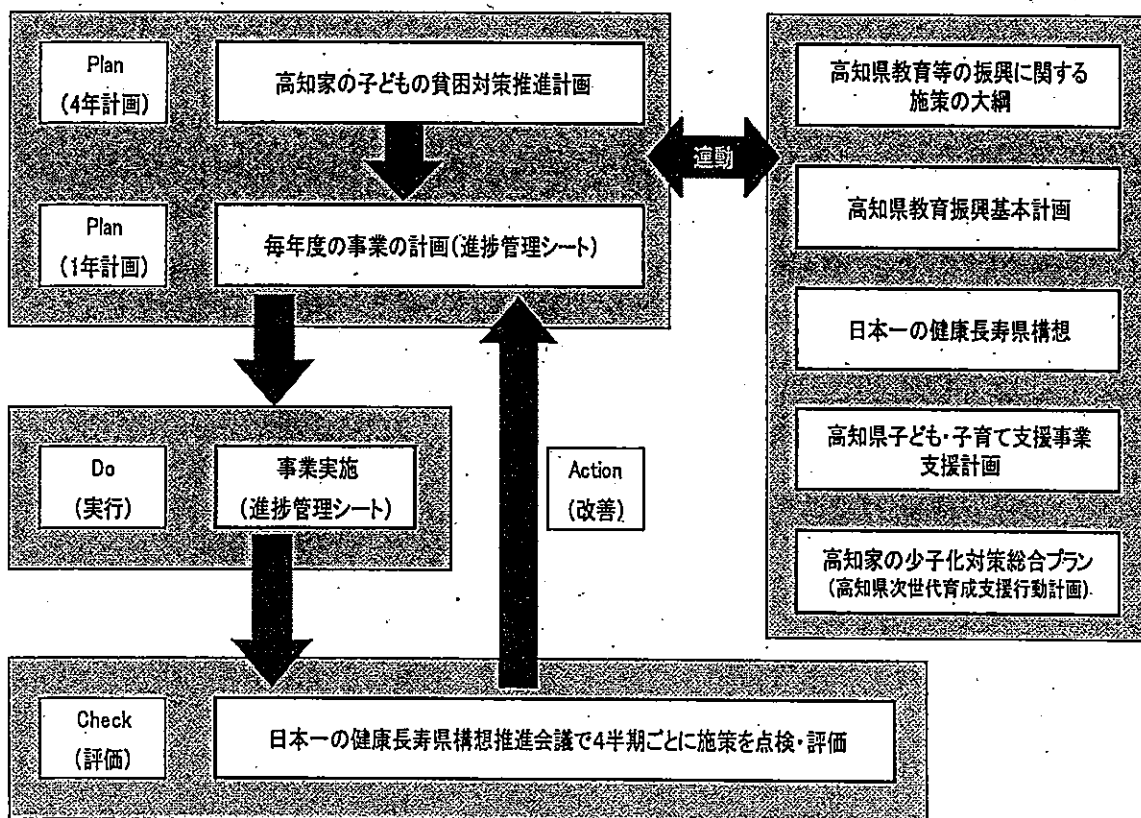 Plan
(4年計画)
高知家の子どもの貧困対策推進計画
Plan
(1年計画)
毎年度の事業の計画(進捗管理シート)
連動
高知県教育等の振興に関する
施策の大綱
高知県教育振興基本計画
日本一の健康長寿県構想
高知県子ども・子育て支援事業
支援計画
高知家の少子化対策総合プラン
(高知県次世代育成支援行動計画)
Do
(実行)
事業実施
(進捗管理シート)
Action
(改善)
Check
(評価)
日本一の健康長寿県構想推進会議で4半期ごとに施策を点検・評価